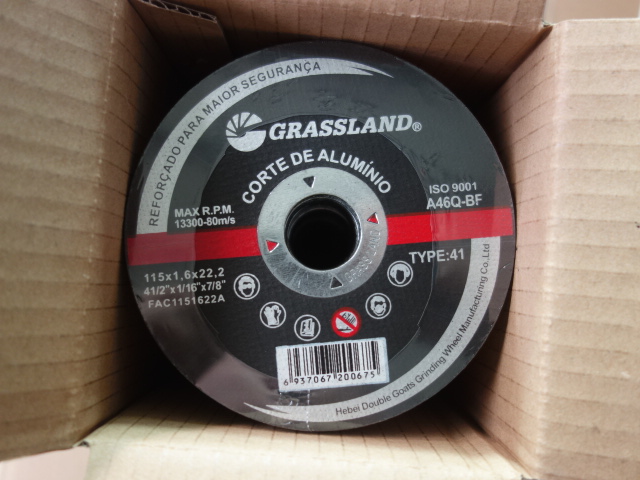 REFORÇADO PARA MAIOR SEGURANÇA
GRASSLAND®
CORTE DE ALUMÍNIO
MAX R.P.M.
13300-80m/s
ISO 9001
A46Q-BF
TYPE:41
115x1,6x22,2
41/2"x1/16"x7/8"
FAC1151622A
6 937067 200675
Hebei Double Goats Grinding Wheel Manufacturing Co.,Ltd